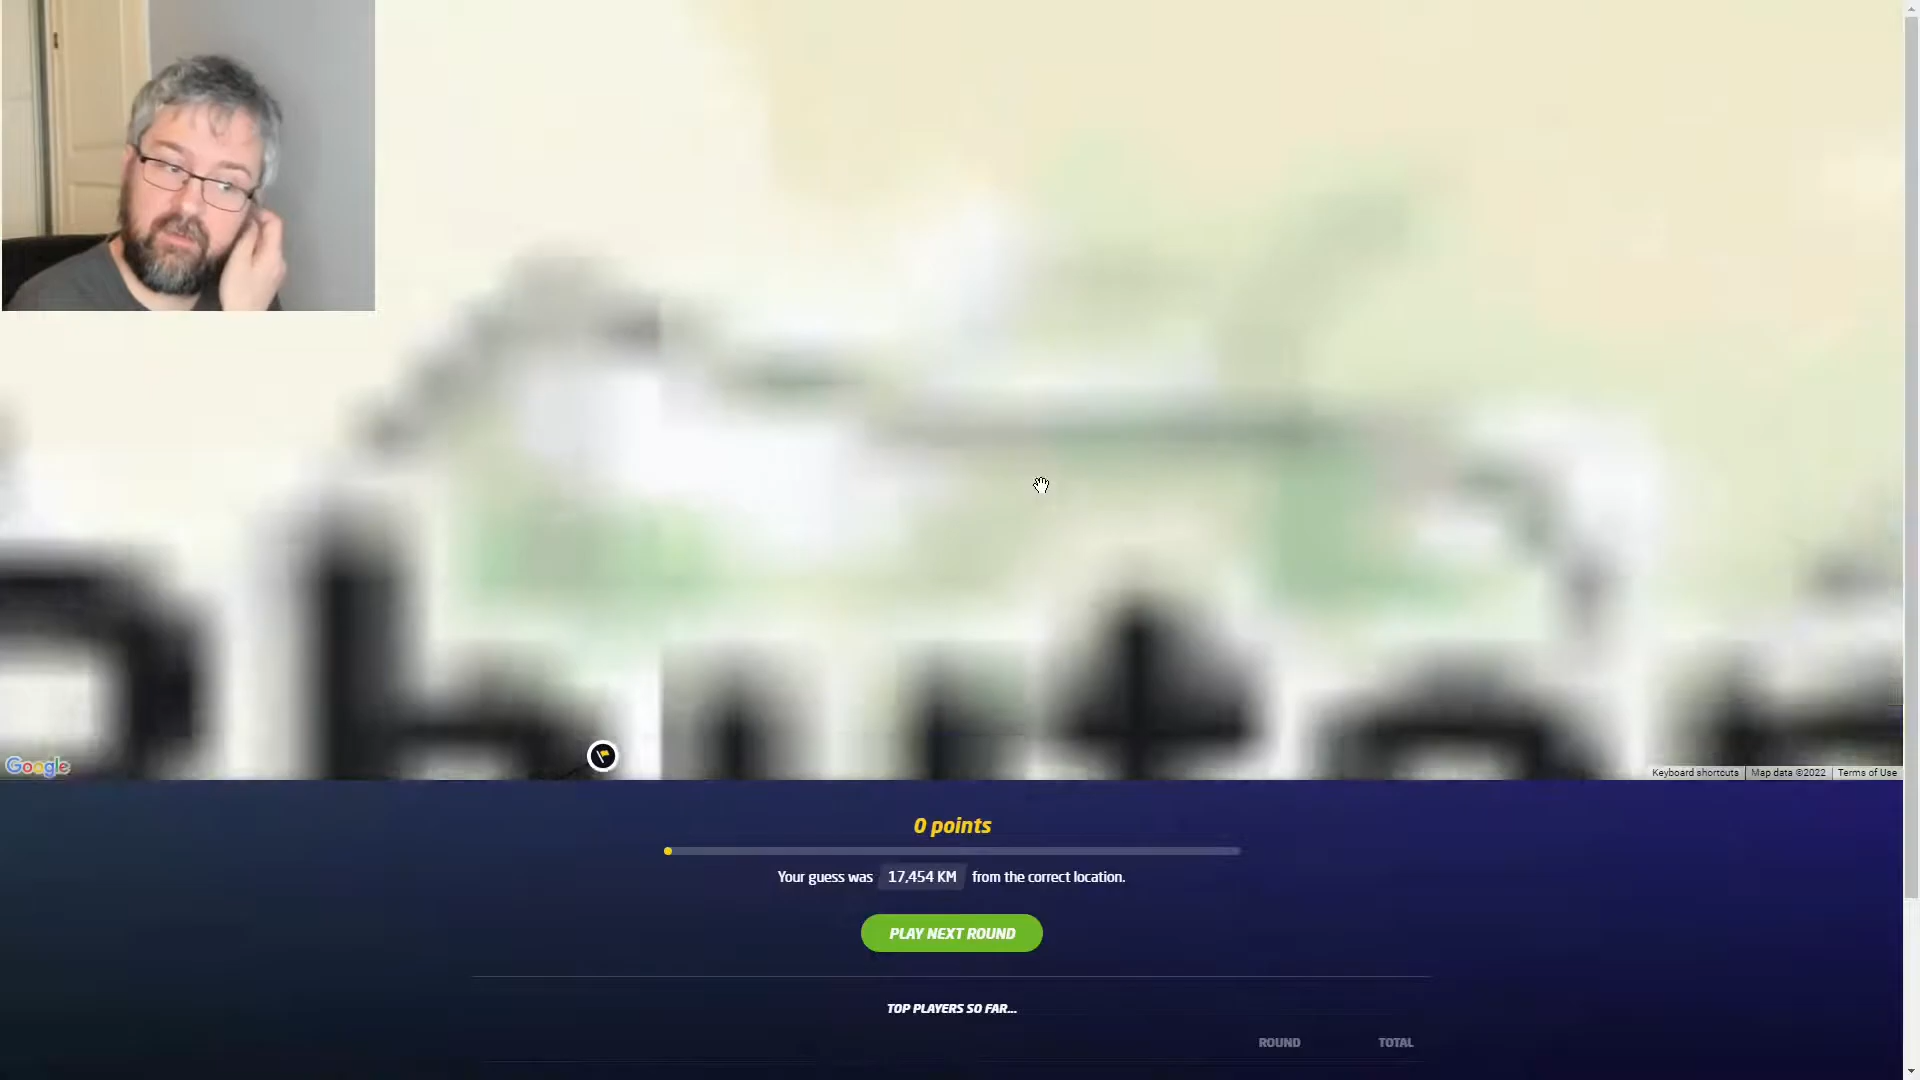 Bhutan
Google
Keyboard shortcuts
Map data ©2022
Terms of Use
0 points
Your guess was 17,454 KM from the correct location.
PLAY NEXT ROUND
TOP PLAYERS SO FAR...
ROUND TOTAL